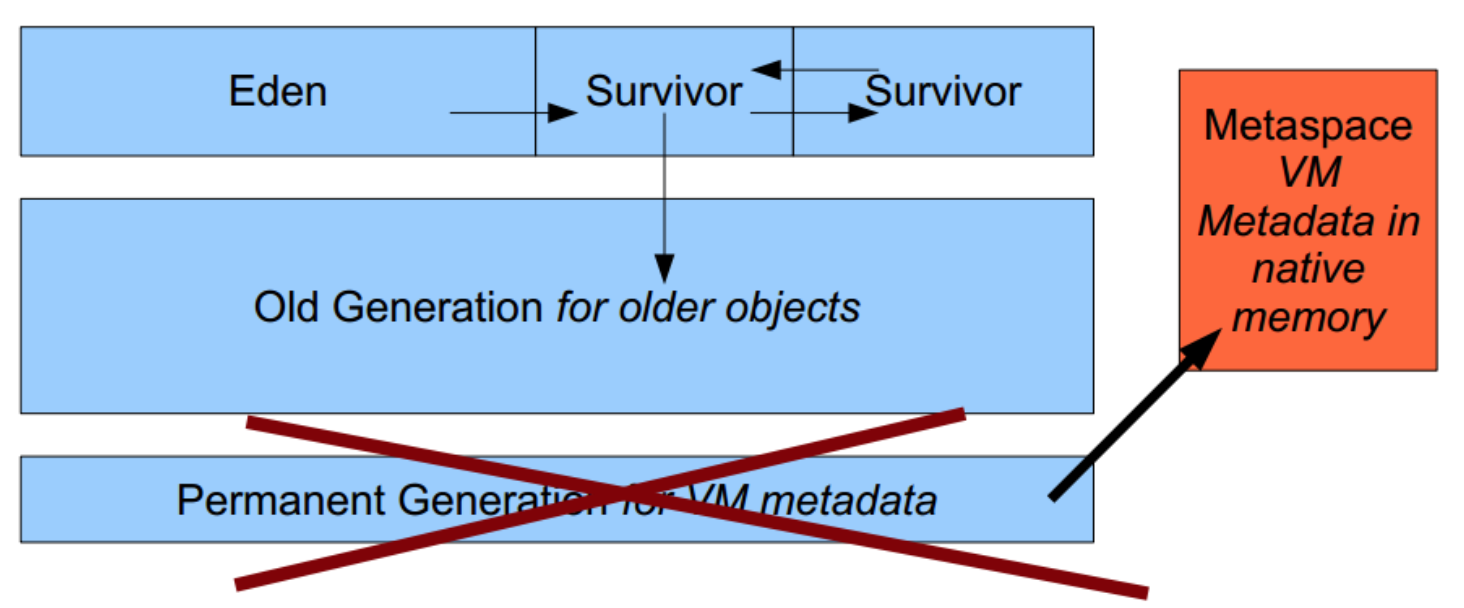 Eden
Survivor
Survivor
Old Generation for older objects
Permanent Generation for VM metadata
Metaspace
VM
Metadata in
native
memory